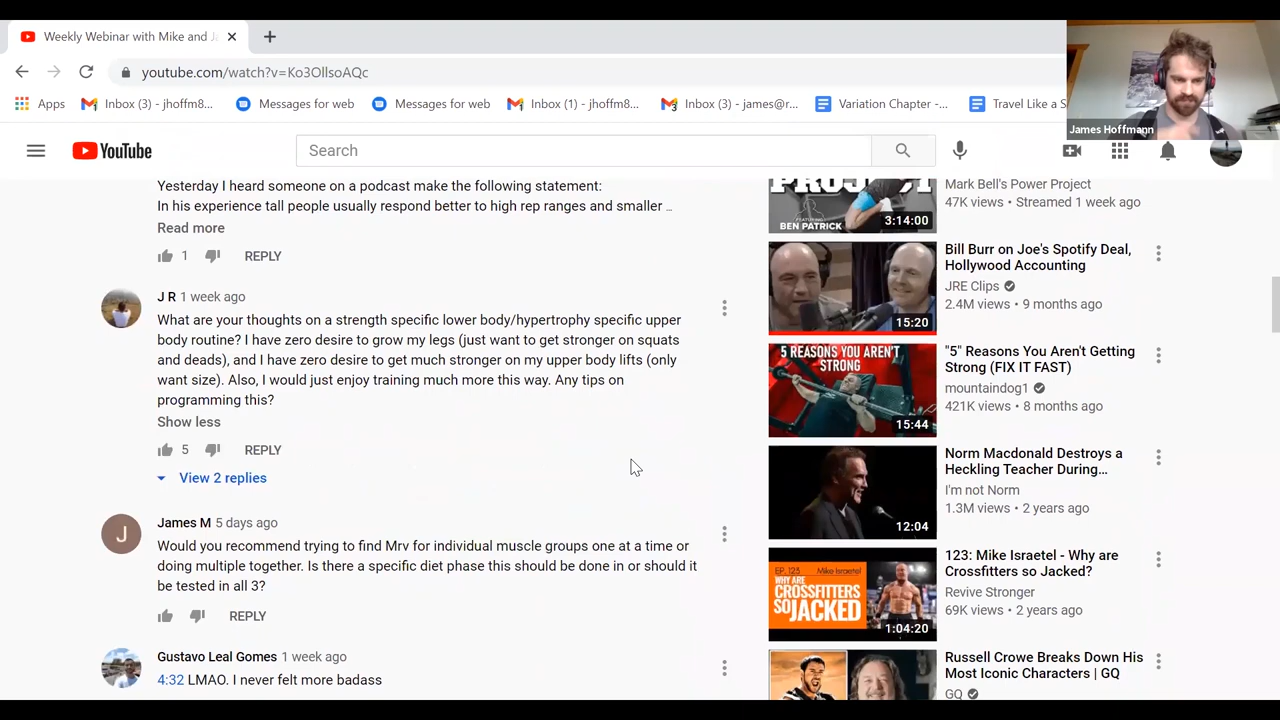 Weekly Webinar with Mike and J
youtube.com/watch?v=Ko3OllsoAQc
Apps
Inbox (3) - jhoffm8...
Messages for web
Messages for web
Inbox (1) - jhoffm8...
Inbox (3) - james@r...
Variation Chapter -...
Travel Like a S
James Hoffmann
YouTube
Search
Yesterday I heard someone on a podcast make the following statement:
In his experience tall people usually respond better to high rep ranges and smaller ...
Read more
1
REPLY
J R 1 week ago
What are your thoughts on a strength specific lower body/hypertrophy specific upper
body routine? I have zero desire to grow my legs (just want to get stronger on squats
and deads), and I have zero desire to get much stronger on my upper body lifts (only
want size). Also, I would just enjoy training much more this way. Any tips on
programming this?
Show less
5
REPLY
View 2 replies
J
James M 5 days ago
Would you recommend trying to find Mrv for individual muscle groups one at a time or
doing multiple together. Is there a specific diet phase this should be done in or should it
be tested in all 3?
REPLY
Gustavo Leal Gomes 1 week ago
4:32 LMAO. I never felt more badass
FEATURING
BEN PATRICK
3:14:00
Mark Bell's Power Project
47K views • Streamed 1 week ago
15:20
Bill Burr on Joe's Spotify Deal,
Hollywood Accounting
JRE Clips
2.4M views • 9 months ago
5 REASONS YOU AREN'T GETTING
STRONG
15:44
"5" Reasons You Aren't Getting
Strong (FIX IT FAST)
mountaindog1
421K views • 8 months ago
12:04
Norm Macdonald Destroys a
Heckling Teacher During...
I'm not Norm
1.3M views • 2 years ago
EP. 123
Mike Israetel
WHY ARE
CROSSFITTERS
SO JACKED?
1:04:20
123: Mike Israetel - Why are
Crossfitters so Jacked?
Revive Stronger
69K views • 2 years ago
Russell Crowe Breaks Down His
Most Iconic Characters | GQ
GQ